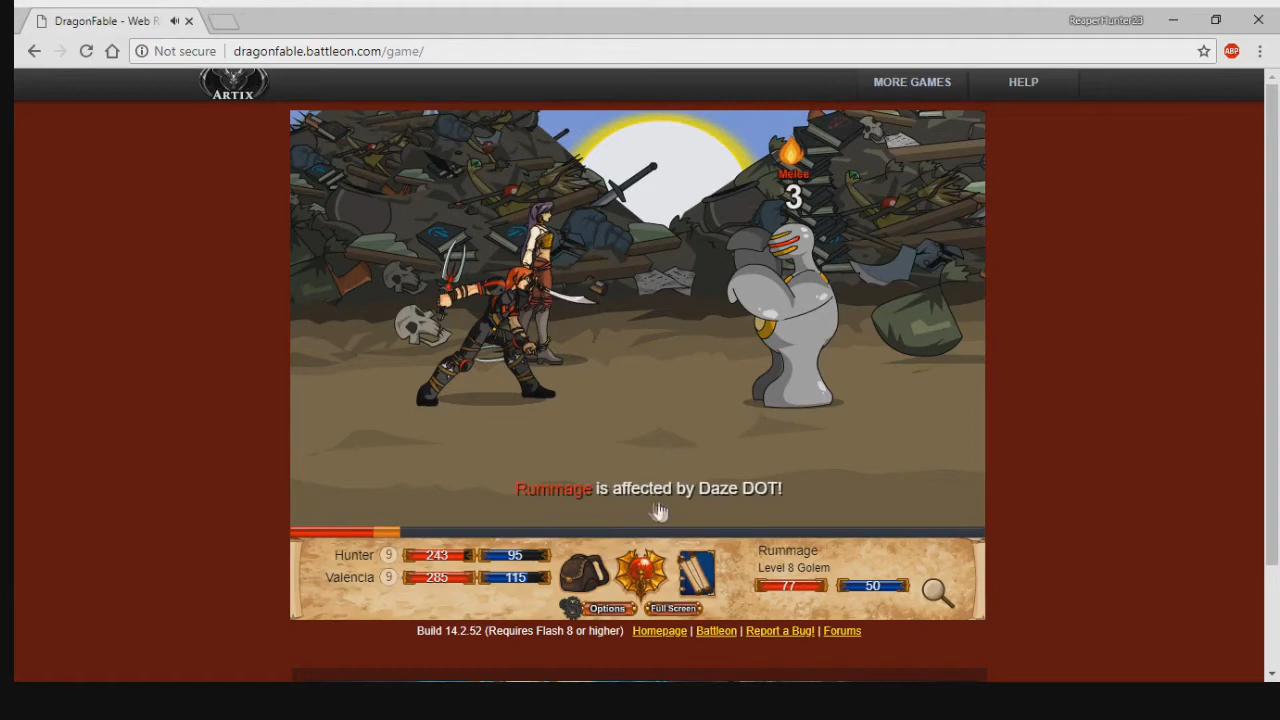 DragonFable - Web R
ReaperHunter23
Not secure
dragonfable.battleon.com/game/
ABP
ARTIX
MORE GAMES
HELP
Melee
3
Rummage is affected by Daze DOT!
Hunter 9 243 95
Valencia 9 285 115
Rummage
Level 8 Golem
77 50
Options
Full Screen
Build 14.2.52 (Requires Flash 8 or higher) Homepage | Battleon | Report a Bug! | Forums